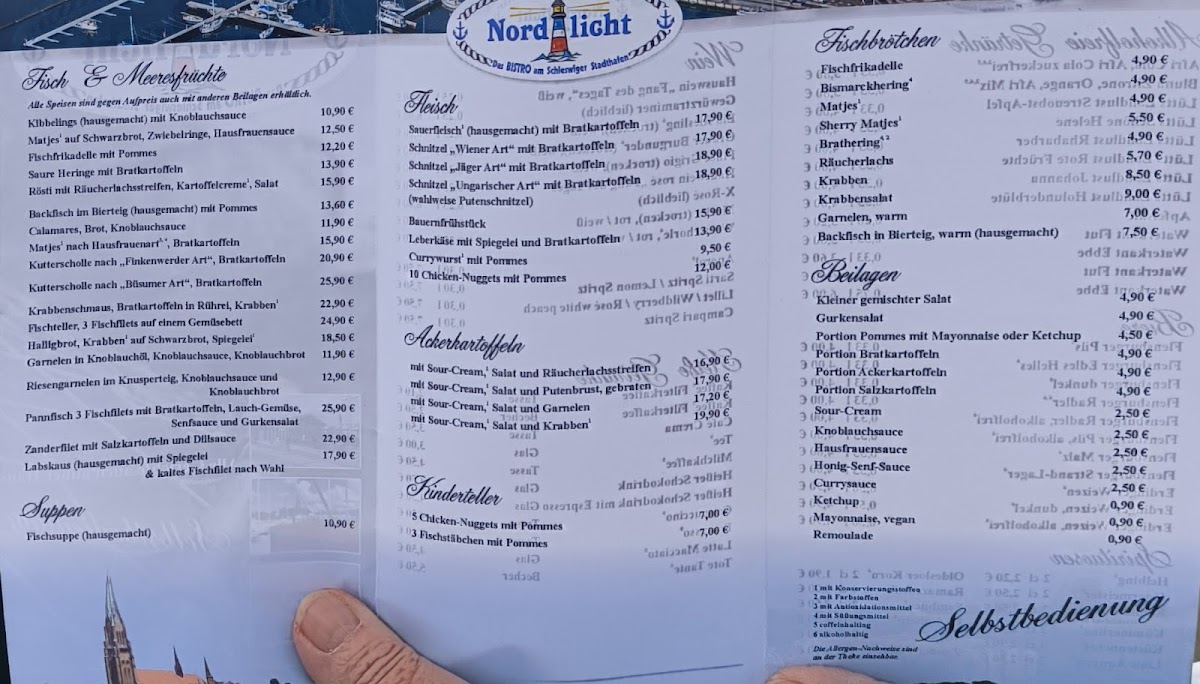 Nordlicht
Das BISTRO am Schleswiger Stadthafen
Fisch & Meeresfrüchte
Alle Speisen sind gegen Aufpreis auch mit anderen Beilagen erhältlich.
Kibbelings (hausgemacht) mit Knoblauchsauce 10,90 €
Matjes¹ auf Schwarzbrot, Zwiebelringe, Hausfrauensauce 12,50 €
Fischfrikadelle mit Pommes 12,20 €
Saure Heringe mit Bratkartoffeln 13,90 €
Rösti mit Räucherlachsstreifen, Kartoffelcreme¹, Salat 15,90 €
Backfisch im Bierteig (hausgemacht) mit Pommes 13,60 €
Calamares, Brot, Knoblauchsauce 11,90 €
Matjes¹ nach Hausfrauenart, Bratkartoffeln 15,90 €
Kutterscholle nach „Finkenwerder Art“, Bratkartoffeln 20,90 €
Kutterscholle nach „Büsumer Art“, Bratkartoffeln 25,90 €
Krabbenschmaus, Bratkartoffeln in Rührei, Krabben¹ 22,90 €
Fischteller, 3 Fischfilets auf einem Gemüsebett 24,90 €
Halligbrot, Krabben¹ auf Schwarzbrot, Spiegelei 18,50 €
Garnelen in Knoblauchöl, Knoblauchsauce, Knoblauchbrot 11,90 €
Riesengarnelen im Knusperteig, Knoblauchsauce und 12,90 €
Knoblauchbrot
Pannfisch 3 Fischfilets mit Bratkartoffeln, Lauch-Gemüse, 25,90 €
Senfsauce und Gurkensalat
Zanderfilet mit Salzkartoffeln und Dillsauce 22,90 €
Labskaus (hausgemacht) mit Spiegelei 17,90 €
& kaltes Fischfilet nach Wahl
Suppen
Fischsuppe (hausgemacht) 10,90 €
Fleisch
Sauerfleisch¹ (hausgemacht) mit Bratkartoffeln 17,90 €
Schnitzel „Wiener Art“ mit Bratkartoffeln 17,90 €
Schnitzel „Jäger Art“ mit Bratkartoffeln 18,90 €
Schnitzel „Ungarischer Art“ mit Bratkartoffeln 18,90 €
(wahlweise Putenschnitzel)
Bauernfrühstück 15,90 €
Leberkäse mit Spiegelei und Bratkartoffeln 13,90 €
Currywurst¹ mit Pommes 9,50 €
10 Chicken-Nuggets mit Pommes 12,00 €
Ackerkartoffeln
mit Sour-Cream,¹ Salat und Räucherlachsstreifen 16,90 €
mit Sour-Cream,¹ Salat und Putenbrust, gebraten 17,90 €
mit Sour-Cream,¹ Salat und Garnelen 17,20 €
mit Sour-Cream,¹ Salat und Krabben¹ 19,90 €
Kinderteller
5 Chicken-Nuggets mit Pommes 7,00 €
3 Fischstäbchen mit Pommes 7,00 €
Fischbrötchen
Fischfrikadelle 4,90 €
Bismarckhering⁴ 4,90 €
Matjes¹ 4,90 €
Sherry Matjes¹ 5,50 €
Brathering⁴·² 4,90 €
Räucherlachs 5,70 €
Krabben 8,50 €
Krabbensalat 9,00 €
Garnelen, warm 7,00 €
Backfisch in Bierteig, warm (hausgemacht) 7,50 €
Beilagen
Kleiner gemischter Salat 4,90 €
Gurkensalat 4,90 €
Portion Pommes mit Mayonnaise oder Ketchup 4,50 €
Portion Bratkartoffeln 4,90 €
Portion Ackerkartoffeln 4,90 €
Portion Salzkartoffeln 4,90 €
Sour-Cream 2,50 €
Knoblauchsauce 2,50 €
Hausfrauensauce 2,50 €
Honig-Senf-Sauce 2,50 €
Currysauce 2,50 €
Ketchup 0,90 €
Mayonnaise, vegan 0,90 €
Remoulade 0,90 €
1 mit Konservierungsstoffen
2 mit Farbstoffen
3 mit Antioxidationsmittel
4 mit Süßungsmittel
5 coffeinhaltig
6 alkoholhaltig
Die Allergen-Nachweise sind
an der Theke einsehbar.
Selbstbedienung